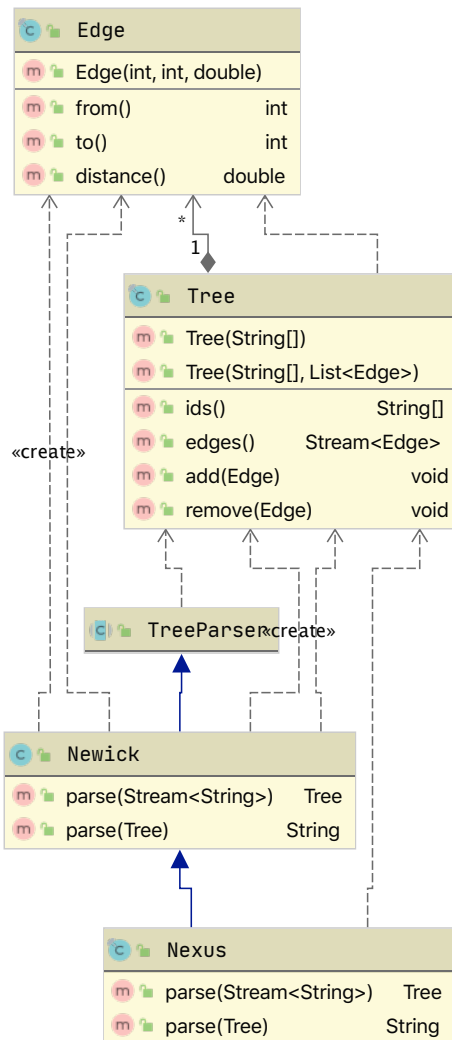 Edge
Edge(int, int, double)
from() int
to() int
distance() double
*
1
Tree
Tree(String[])
Tree(String[], List<Edge>)
ids() String[]
edges() Stream<Edge>
add(Edge) void
remove(Edge) void
«create»
TreeParser «create»
Newick
parse(Stream<String>) Tree
parse(Tree) String
Nexus
parse(Stream<String>) Tree
parse(Tree) String